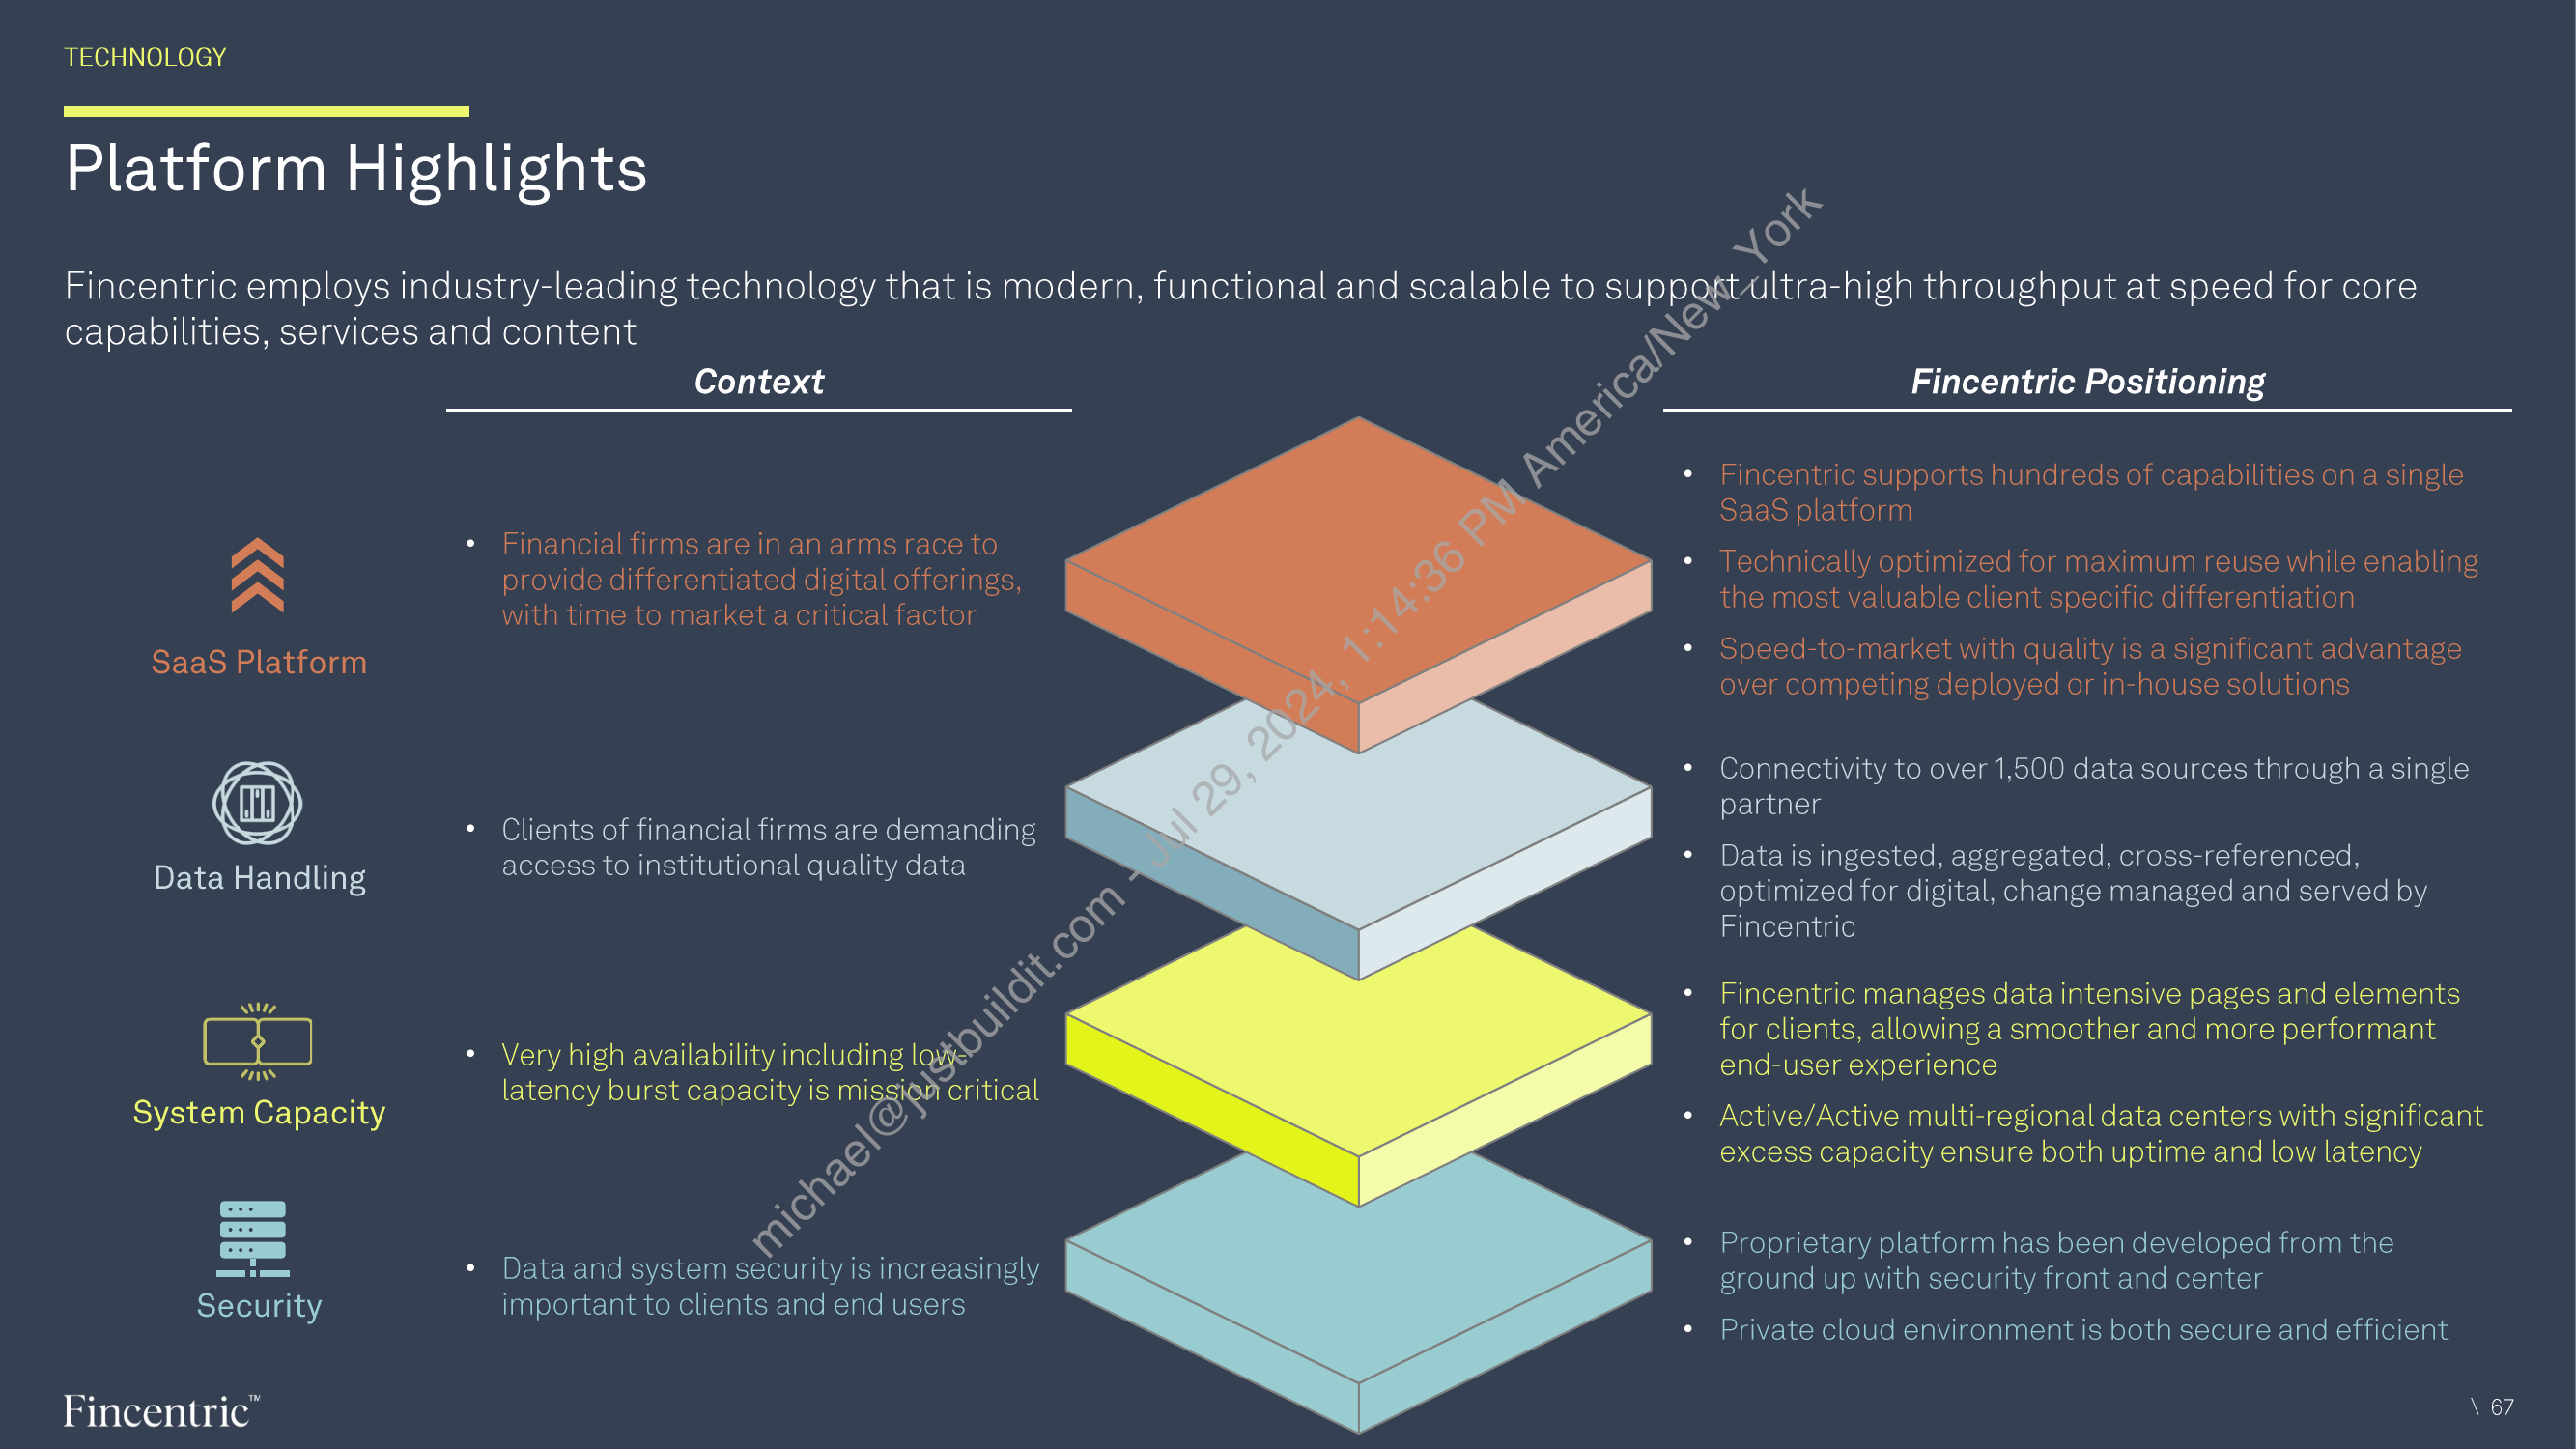 TECHNOLOGY
Platform Highlights
Fincentric employs industry-leading technology that is modern, functional and scalable to support ultra-high throughput at speed for core
capabilities, services and content
Context
Fincentric Positioning
SaaS Platform
• Financial firms are in an arms race to
provide differentiated digital offerings,
with time to market a critical factor
• Fincentric supports hundreds of capabilities on a single
SaaS platform
• Technically optimized for maximum reuse while enabling
the most valuable client specific differentiation
• Speed-to-market with quality is a significant advantage
over competing deployed or in-house solutions
Data Handling
• Clients of financial firms are demanding
access to institutional quality data
• Connectivity to over 1,500 data sources through a single
partner
• Data is ingested, aggregated, cross-referenced,
optimized for digital, change managed and served by
Fincentric
System Capacity
• Very high availability including low-
latency burst capacity is mission critical
• Fincentric manages data intensive pages and elements
for clients, allowing a smoother and more performant
end-user experience
• Active/Active multi-regional data centers with significant
excess capacity ensure both uptime and low latency
Security
• Data and system security is increasingly
important to clients and end users
• Proprietary platform has been developed from the
ground up with security front and center
• Private cloud environment is both secure and efficient
michael@justbuildit.com - Jul 29, 2024, 1:14:36 PM America/New_York
Fincentric™
\ 67